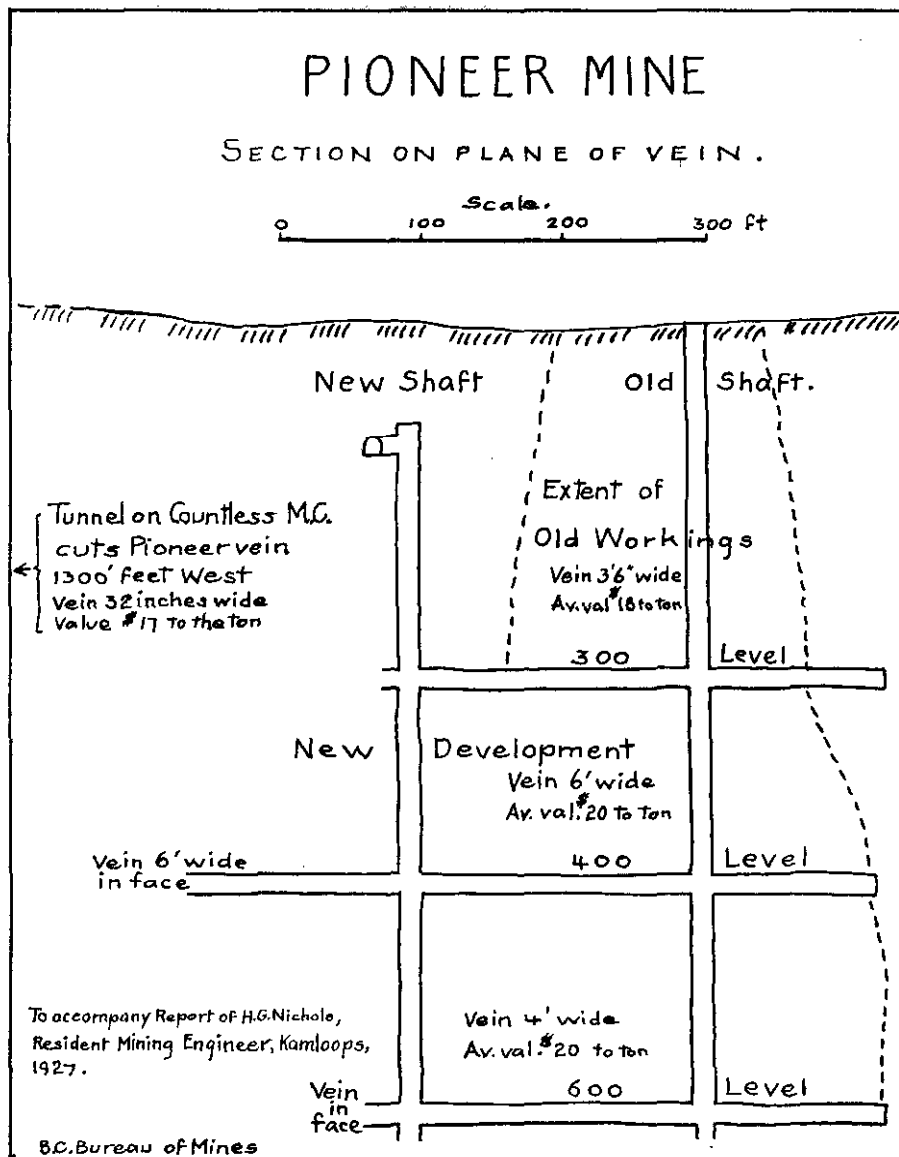 PIONEER MINE
SECTION ON PLANE OF VEIN.
Scale.
0 100 200 300 ft
New Shaft Old Shaft.
Extent of
Old Workings
Vein 3'6" wide
Av. val $18 to ton
Tunnel on Countless M.C.
cuts Pioneer vein
1300' feet West
Vein 32 inches wide
Value $17 to the ton
300 Level
New Development
Vein 6' wide
Av. val. $20 to ton
Vein 6' wide
in face
400 Level
Vein 4' wide
Av. val. $20 to ton
To accompany Report of H.G. Nichols,
Resident Mining Engineer, Kamloops,
1927.
600 Level
Vein
in
face
B.C. Bureau of Mines